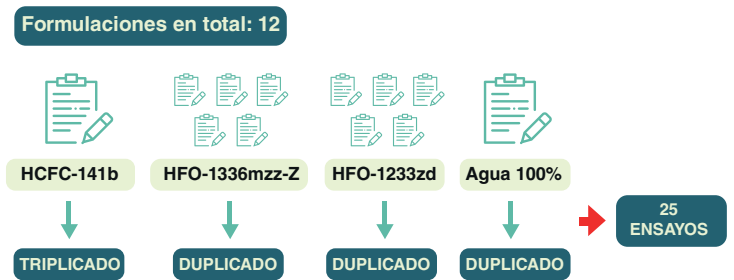 Formulaciones en total: 12
HCFC-141b
HFO-1336mzz-Z
HFO-1233zd
Agua 100%
TRIPLICADO
DUPLICADO
DUPLICADO
DUPLICADO
25
ENSAYOS